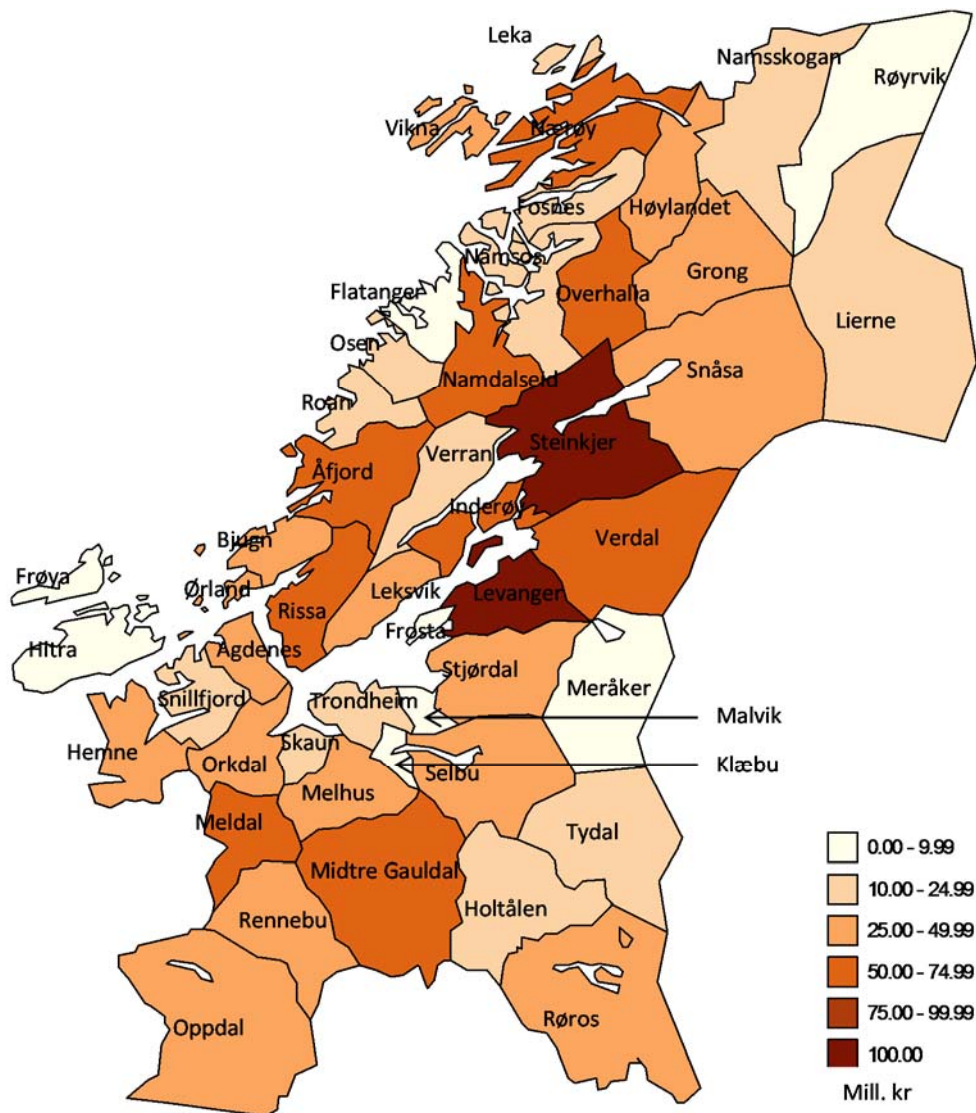 Leka
Namsskogan
Røyrvik
Vikna
Nærøy
Fosnes
Høylandet
Namsos
Grong
Flatanger
Overhalla
Lierne
Osen
Snåsa
Namdalseid
Roan
Verran
Steinkjer
Åfjord
Inderøy
Verdal
Bjugn
Frøya
Ørland
Rissa
Leksvik
Levanger
Frosta
Hitra
Agdenes
Stjørdal
Meråker
Snillfjord
Trondheim
Malvik
Hemne
Orkdal
Skaun
Klæbu
Selbu
Melhus
Meldal
Tydal
Midtre Gauldal
Holtålen
Rennebu
Oppdal
Røros
0.00 - 9.99
10.00 - 24.99
25.00 - 49.99
50.00 - 74.99
75.00 - 99.99
100.00
Mill. kr